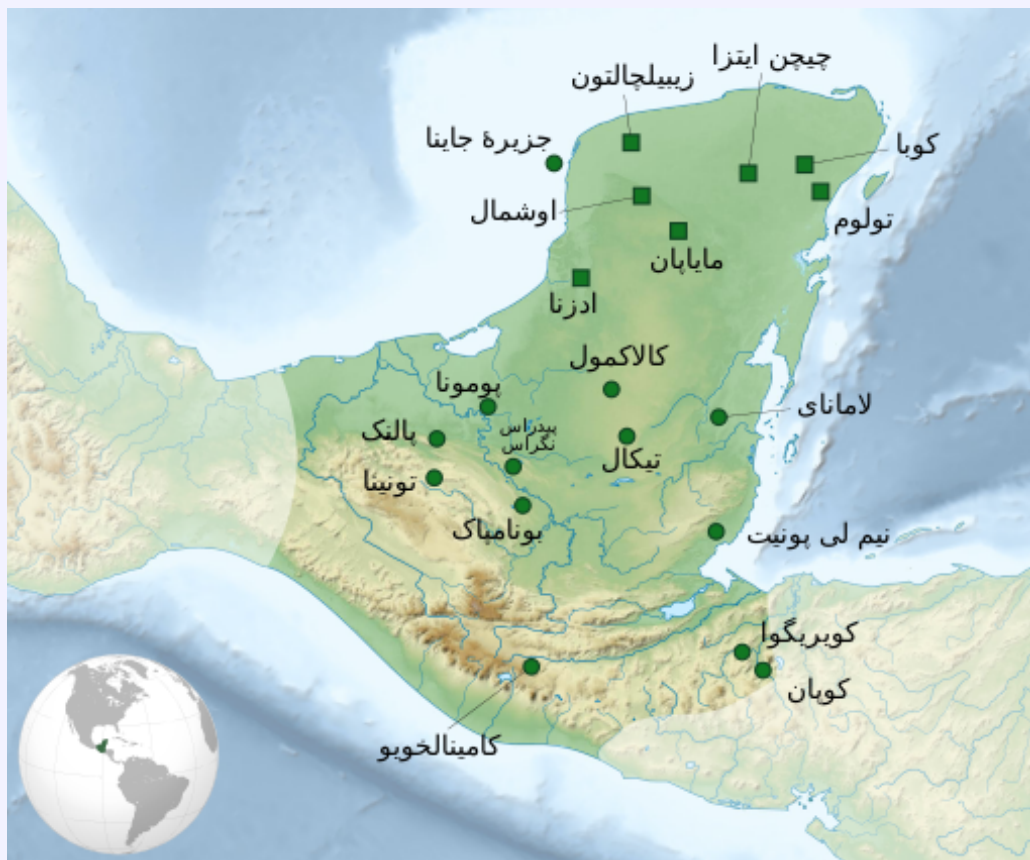 چیچن ایتزا
زیبیلچالتون
جزیرهٔ جاینا
کوبا
اوشمال
تولوم
مایاپان
ادزنا
کالاکمول
پومونا
لامانای
پیدراس
نگراس
پالنک
تیکال
تونینا
بونامپاک
نیم لی پونیت
کویریگوا
کوپان
کامینالخویو